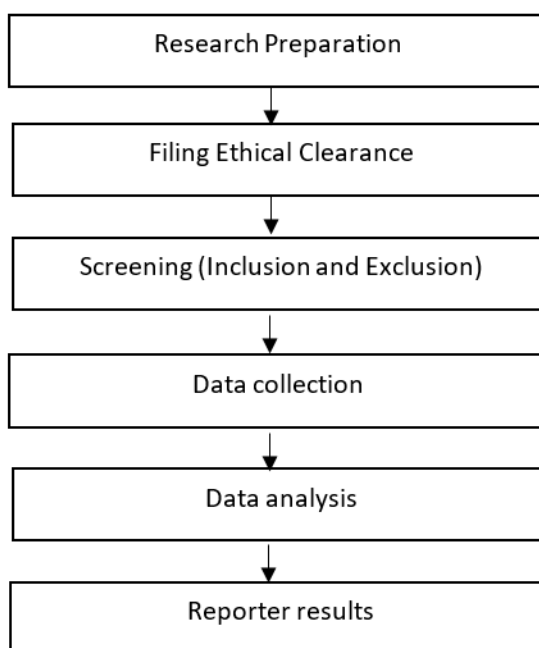 Research Preparation
Filing Ethical Clearance
Screening (Inclusion and Exclusion)
Data collection
Data analysis
Reporter results